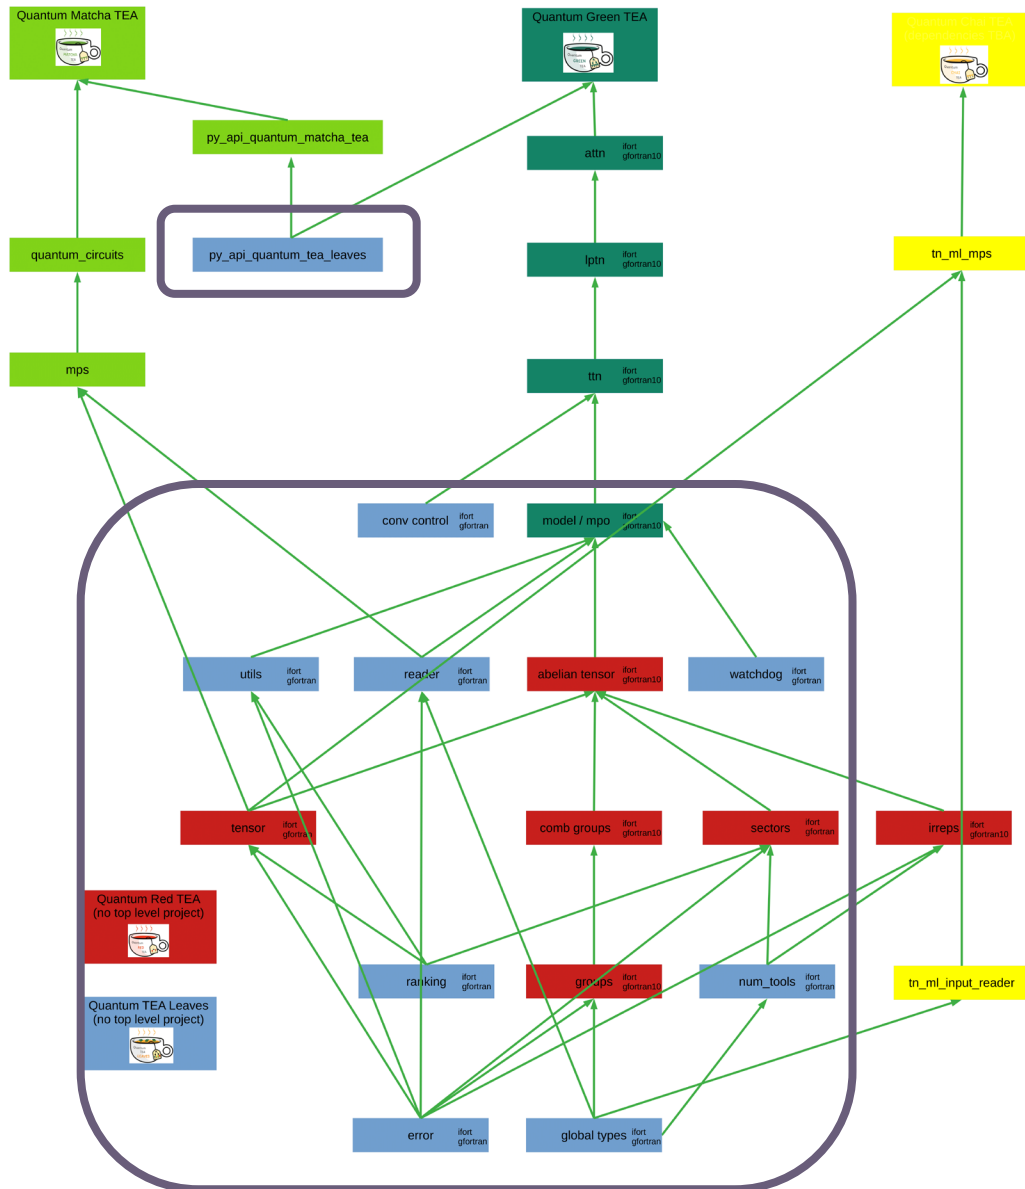 Quantum Matcha TEA
Quantum Green TEA
py_api_quantum_matcha_tea
attn
ifort
gfortran10
quantum_circuits
py_api_quantum_tea_leaves
lptn
ifort
gfortran10
tn_ml_mps
mps
ttn
ifort
gfortran10
conv control
ifort
gfortran
model / mpo
ifort
gfortran10
utils
ifort
gfortran
reader
ifort
gfortran
abelian tensor
ifort
gfortran10
watchdog
ifort
gfortran
tensor
ifort
gfortran
comb groups
ifort
gfortran10
sectors
ifort
gfortran
irreps
ifort
gfortran10
Quantum Red TEA
(no top level project)
ranking
ifort
gfortran
groups
ifort
gfortran10
num_tools
ifort
gfortran
tn_ml_input_reader
Quantum TEA Leaves
(no top level project)
error
ifort
gfortran
global types
ifort
gfortran